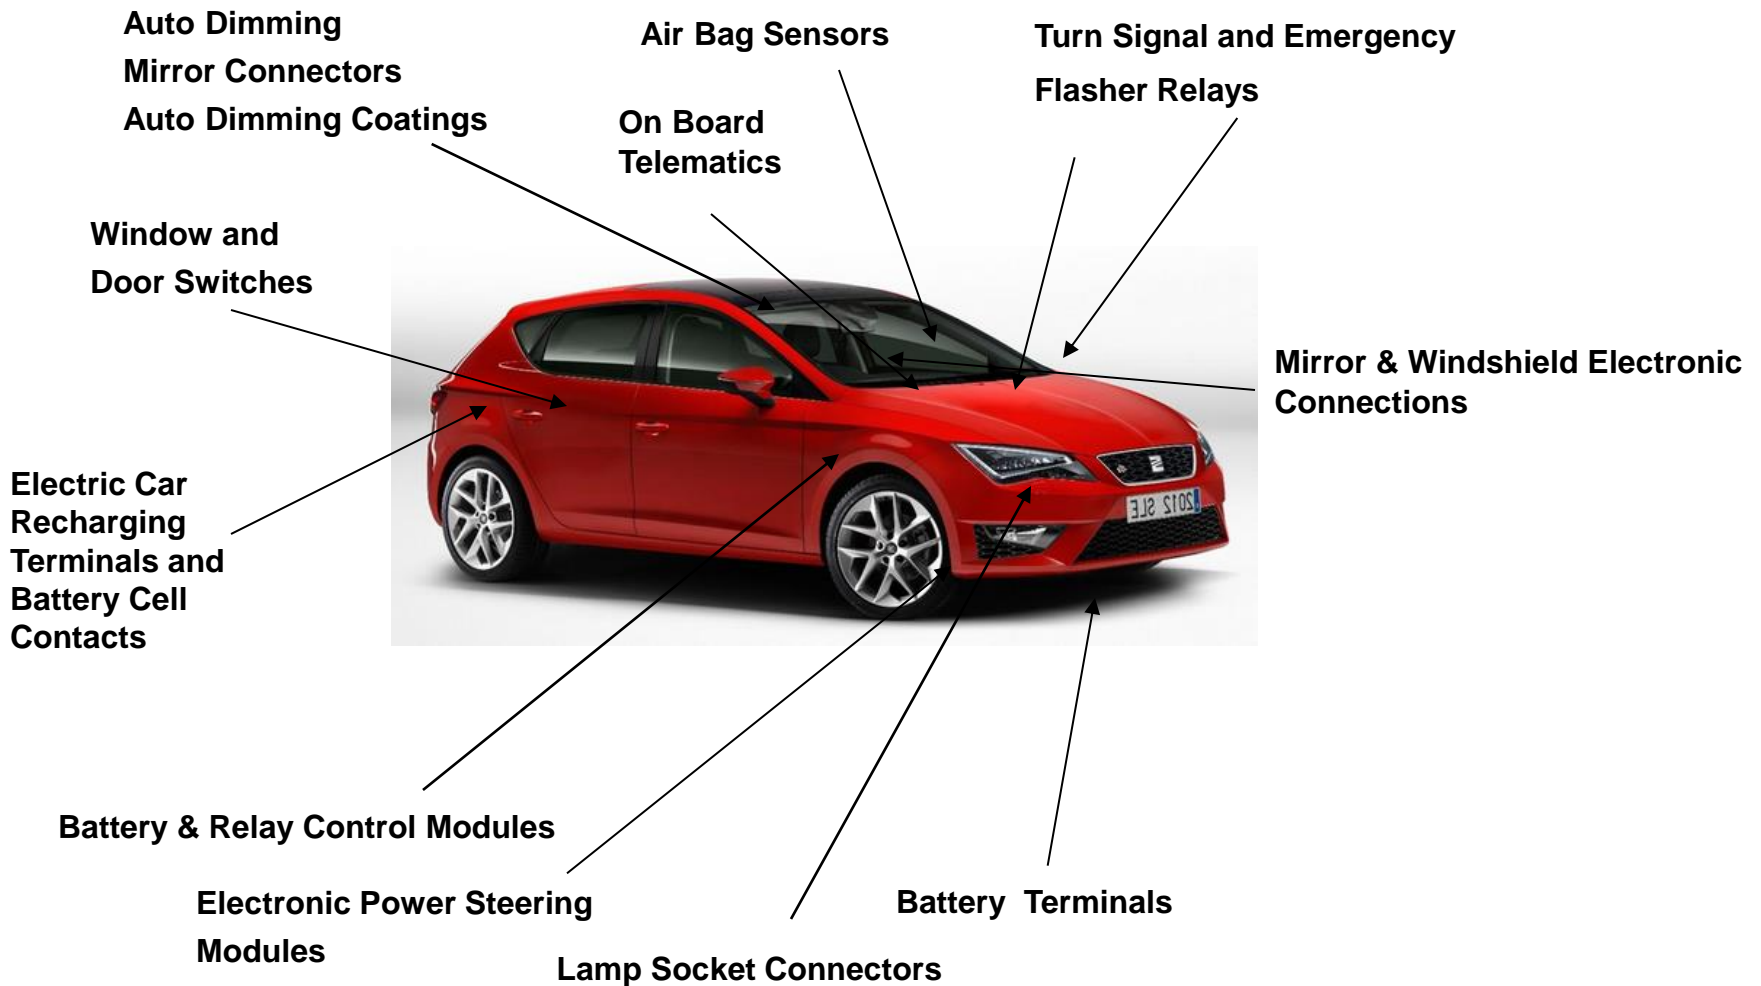 Auto Dimming
Mirror Connectors
Auto Dimming Coatings
Air Bag Sensors
Turn Signal and Emergency
Flasher Relays
On Board
Telematics
Window and
Door Switches
Mirror & Windshield Electronic
Connections
Electric Car
Recharging
Terminals and
Battery Cell
Contacts
2012 SLE
Battery & Relay Control Modules
Electronic Power Steering
Modules
Battery Terminals
Lamp Socket Connectors